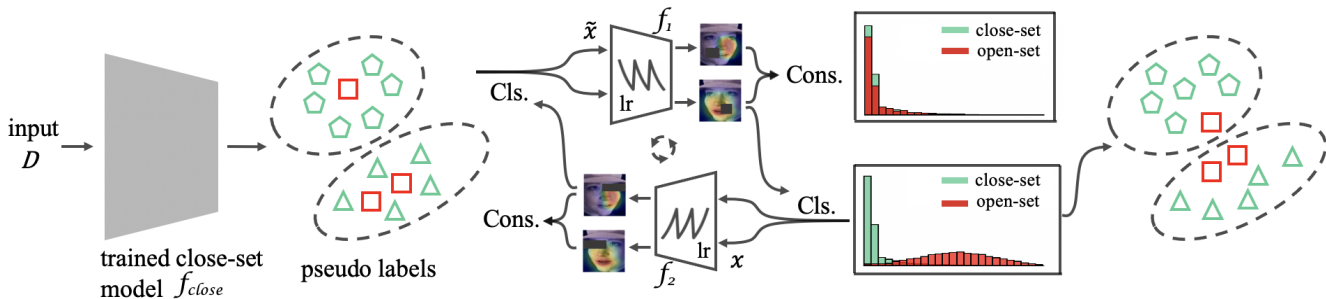 input
D
trained close-set
model f_close
pseudo labels
x̃
f₁
lr
Cls.
Cons.
Cons.
Cls.
lr
f₂
x
close-set
open-set
close-set
open-set